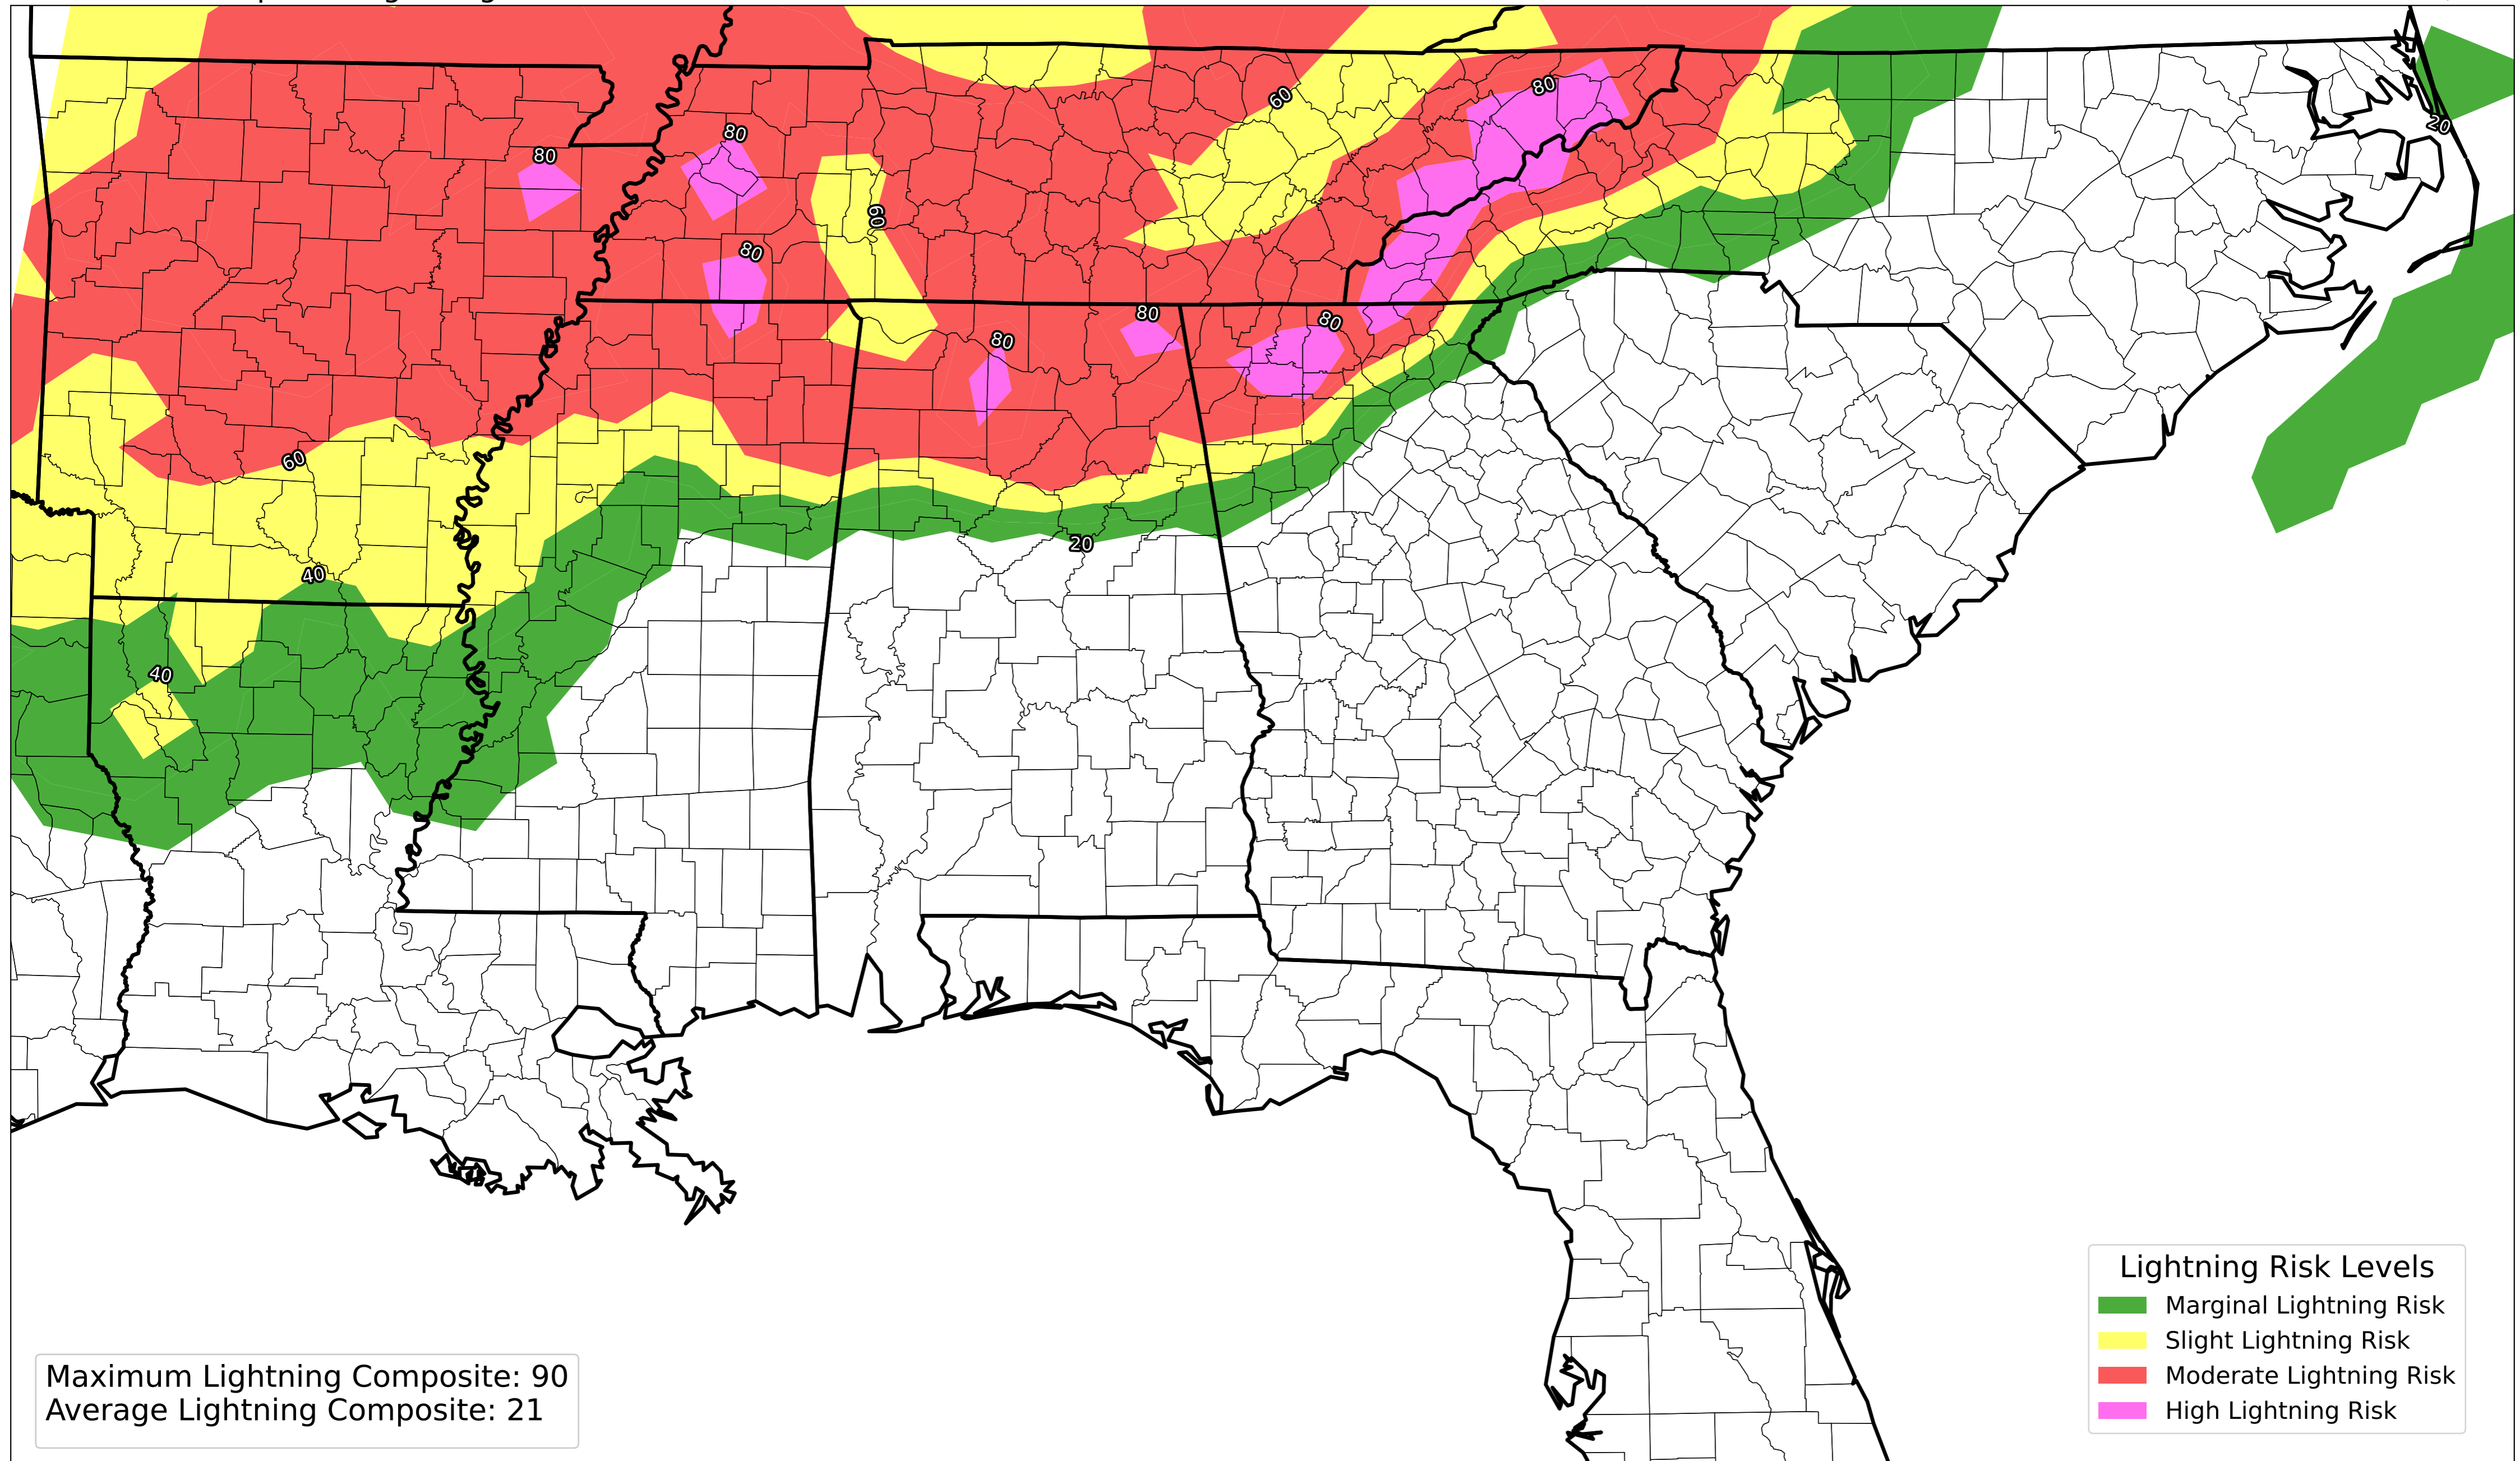 80
60
80
20
80
60
80
80
80
80
60
20
40
40
Lightning Risk Levels
Marginal Lightning Risk
Slight Lightning Risk
Moderate Lightning Risk
High Lightning Risk
Maximum Lightning Composite: 90
Average Lightning Composite: 21